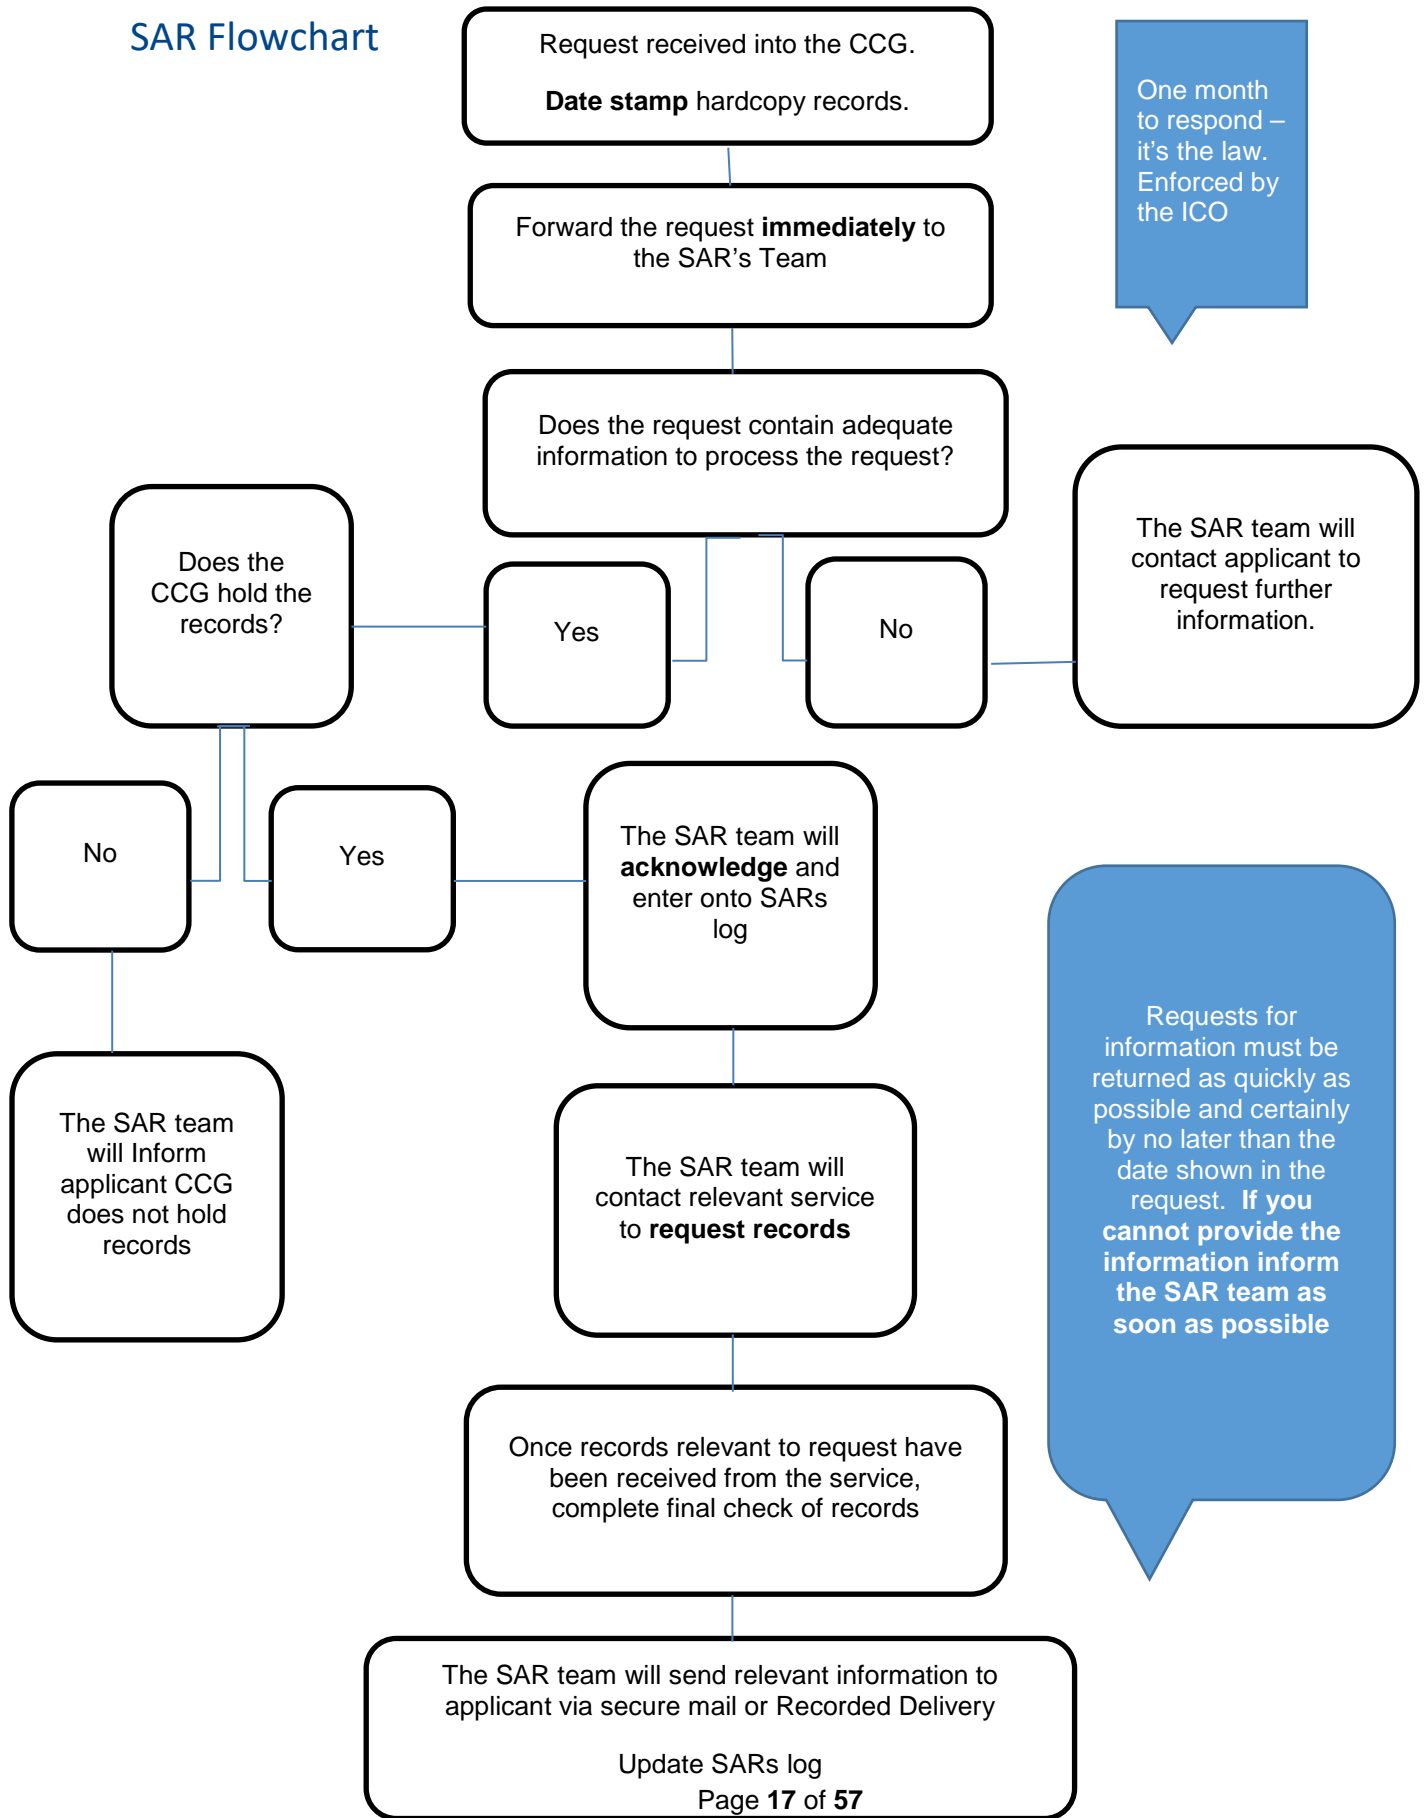 SAR Flowchart
Request received into the CCG.
Date stamp hardcopy records.
One month
to respond –
it's the law.
Enforced by
the ICO
Forward the request immediately to
the SAR's Team
Does the request contain adequate
information to process the request?
The SAR team will
contact applicant to
request further
information.
Does the
CCG hold the
records?
Yes
No
No
Yes
The SAR team will
acknowledge and
enter onto SARs
log
Requests for
information must be
returned as quickly as
possible and certainly
by no later than the
date shown in the
request. If you
cannot provide the
information inform
the SAR team as
soon as possible
The SAR team
will Inform
applicant CCG
does not hold
records
The SAR team will
contact relevant service
to request records
Once records relevant to request have
been received from the service,
complete final check of records
The SAR team will send relevant information to
applicant via secure mail or Recorded Delivery
Update SARs log
Page 17 of 57